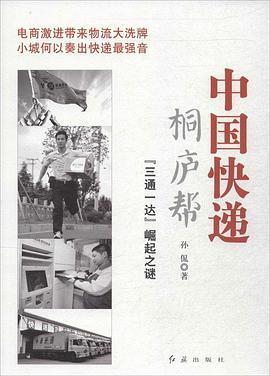 电商激进带来物流大洗牌
小城何以奏出快递最强音
中国快递
桐庐帮
『三通一达』崛起之谜
孙侃◎著
红旗出版社